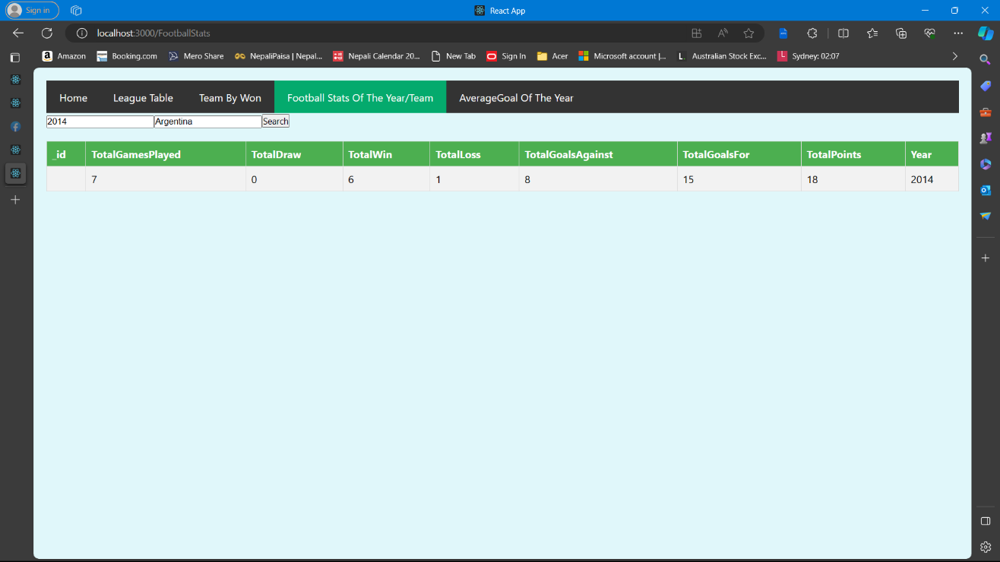 Sign in
React App
localhost:3000/FootballStats
Amazon Booking.com Mero Share NepaliPaisa | Nepal... Nepali Calendar 20... New Tab Sign In Acer Microsoft account |... L Australian Stock Exc... L Sydney: 02:07
Home League Table Team By Won Football Stats Of The Year/Team AverageGoal Of The Year
2014 Argentina Search
_id TotalGamesPlayed TotalDraw TotalWin TotalLoss TotalGoalsAgainst TotalGoalsFor TotalPoints Year
7 0 6 1 8 15 18 2014